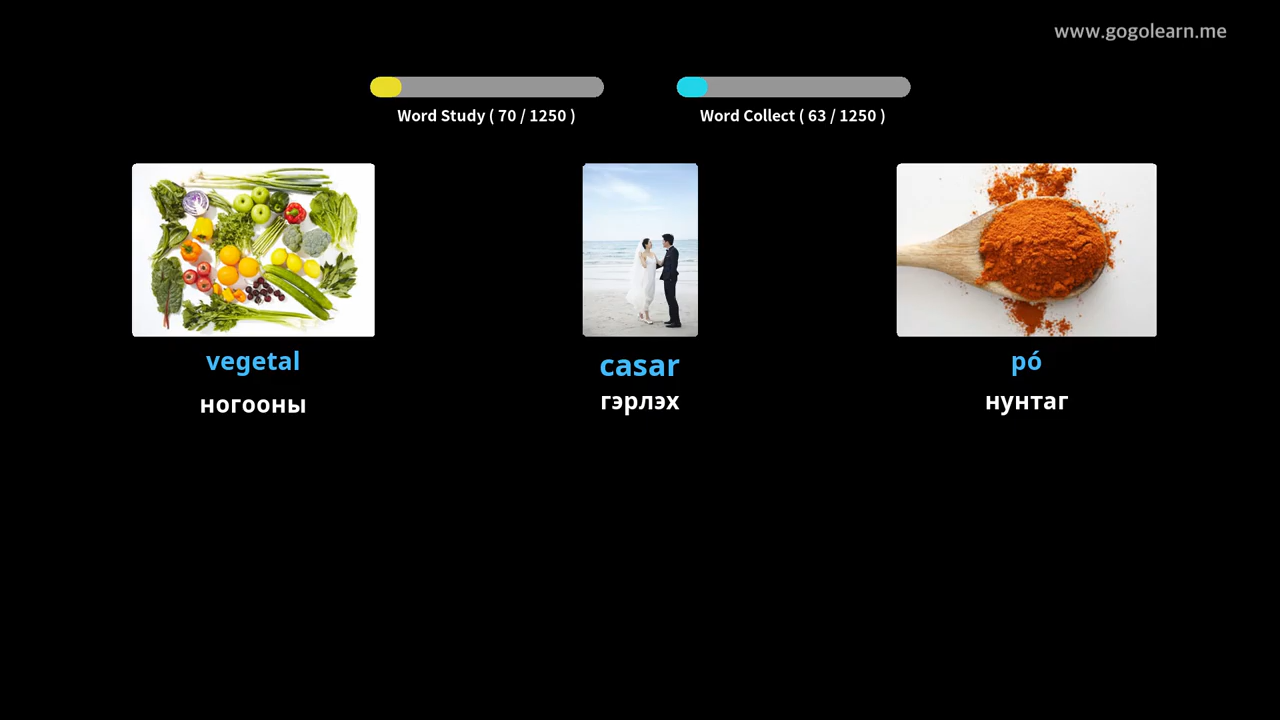 www.gogolearn.me
Word Study ( 70 / 1250 )
Word Collect ( 63 / 1250 )
vegetal
ногооны
casar
гэрлэх
pó
нунтаг